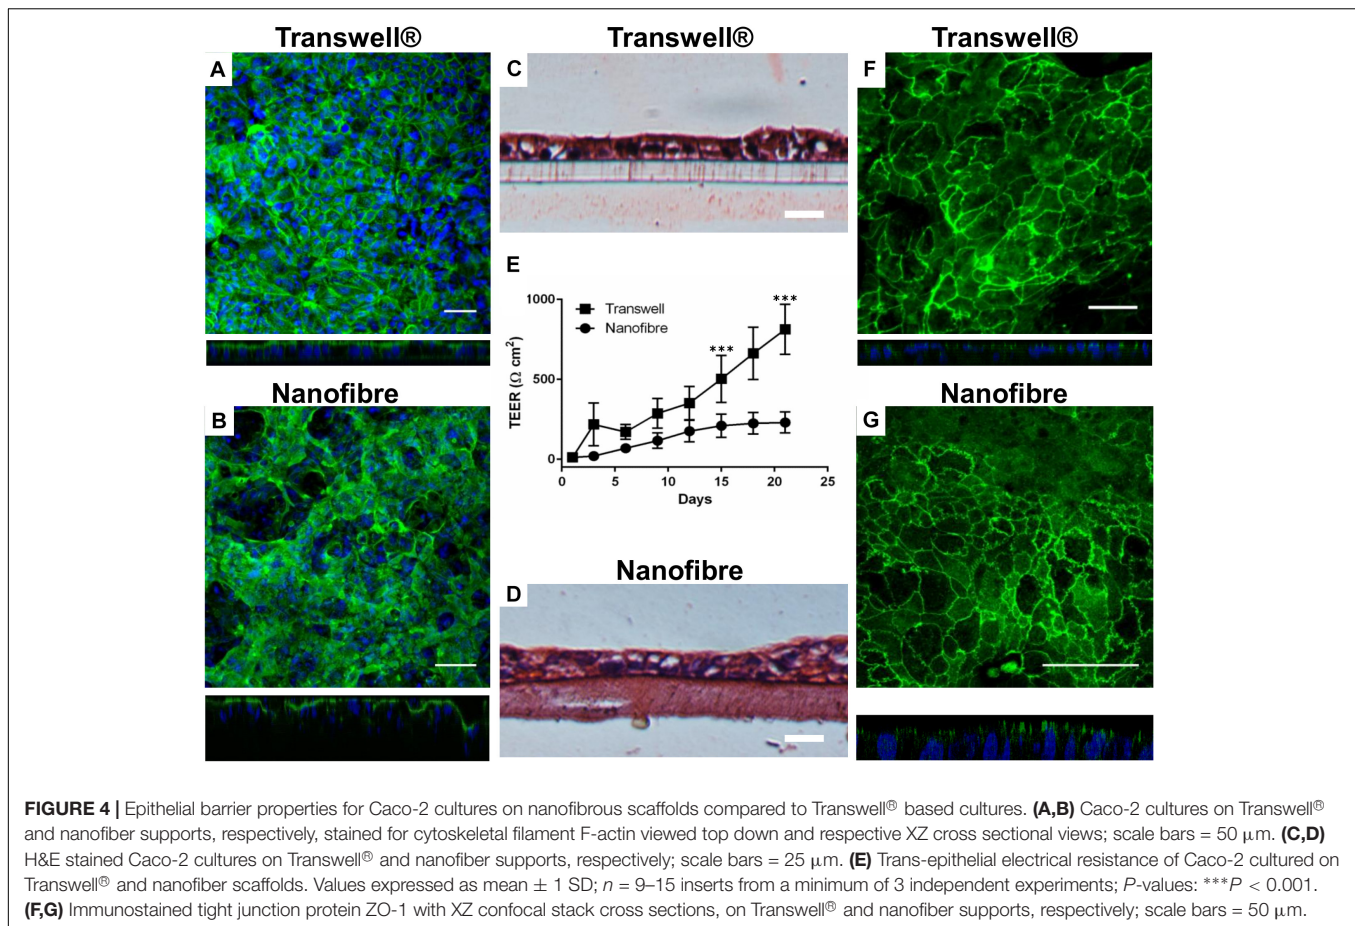 Transwell®
Transwell®
Transwell®
A
C
F
E
1000
500
0
TEER (Ω cm²)
Transwell
Nanofibre
***
***
0
5
10
15
20
25
Days
Nanofibre
Nanofibre
B
G
Nanofibre
D
FIGURE 4 | Epithelial barrier properties for Caco-2 cultures on nanofibrous scaffolds compared to Transwell® based cultures. (A,B) Caco-2 cultures on Transwell®
and nanofiber supports, respectively, stained for cytoskeletal filament F-actin viewed top down and respective XZ cross sectional views; scale bars = 50 μm. (C,D)
H&E stained Caco-2 cultures on Transwell® and nanofiber supports, respectively; scale bars = 25 μm. (E) Trans-epithelial electrical resistance of Caco-2 cultured on
Transwell® and nanofiber scaffolds. Values expressed as mean ± 1 SD; n = 9–15 inserts from a minimum of 3 independent experiments; P-values: ***P < 0.001.
(F,G) Immunostained tight junction protein ZO-1 with XZ confocal stack cross sections, on Transwell® and nanofiber supports, respectively; scale bars = 50 μm.